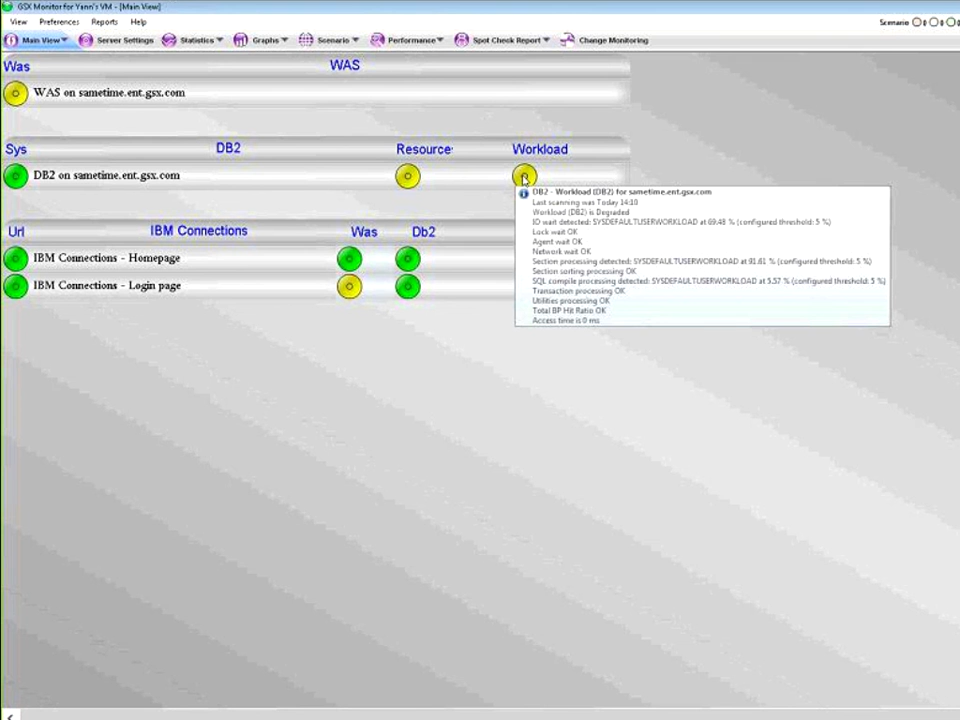 GSX Monitor for Yann's VM - [Main View]
View Preferences Reports Help Scenario
Main View Server Settings Statistics Graphs Scenario Performance Spot Check Report Change Monitoring
Was WAS
WAS on sametime.ent.gsx.com
Sys DB2 Resource Workload
DB2 on sametime.ent.gsx.com
DB2 - Workload (DB2) for sametime.ent.gsx.com
Last scanning was Today 14:10
Workload (DB2) is Degraded
IO wait detected: SYSDEFAULTUSERWORKLOAD at 69.48 % (configured threshold: 5 %)
Lock wait OK
Agent wait OK
Network wait OK
Section processing detected: SYSDEFAULTUSERWORKLOAD at 91.61 % (configured threshold: 5 %)
Section sorting processing OK
SQL compile processing detected: SYSDEFAULTUSERWORKLOAD at 5.57 % (configured threshold: 5 %)
Transaction processing OK
Utilities processing OK
Total BP Hit Ratio OK
Access time is 0 ms
Url IBM Connections Was Db2
IBM Connections - Homepage
IBM Connections - Login page